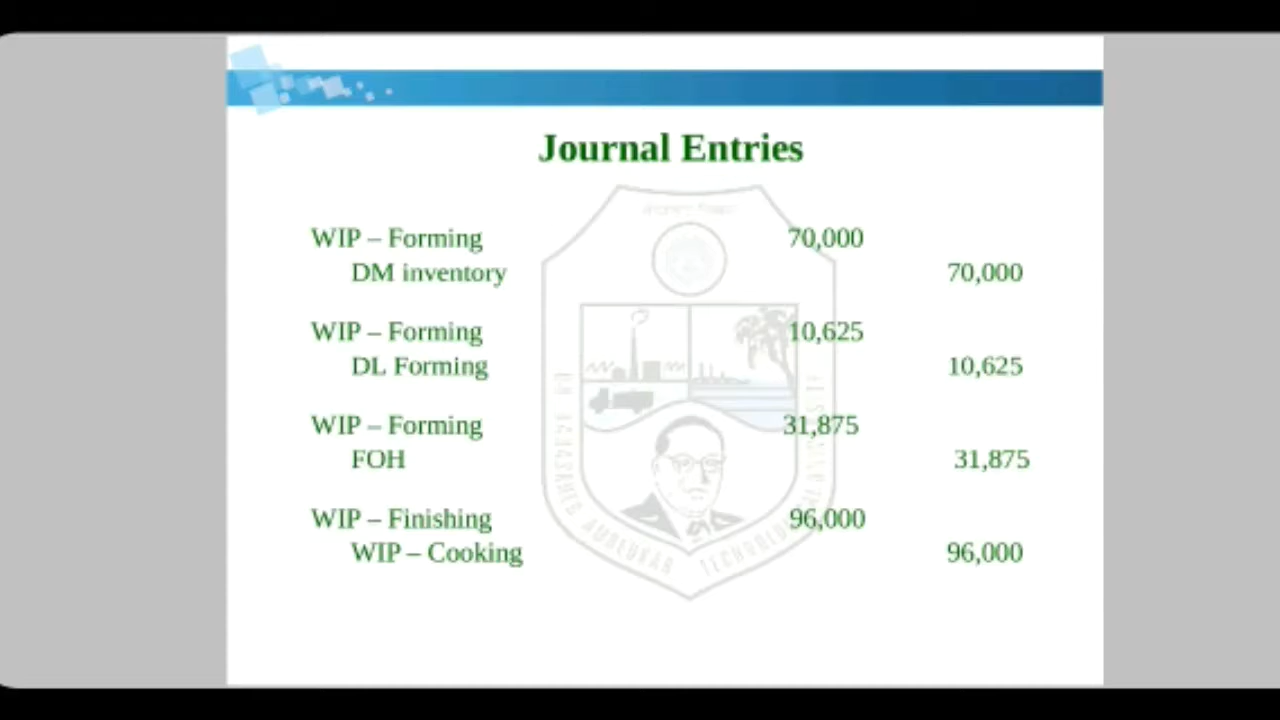 Journal Entries
WIP – Forming 70,000
DM inventory 70,000
WIP – Forming 10,625
DL Forming 10,625
WIP – Forming 31,875
FOH 31,875
WIP – Finishing 96,000
WIP – Cooking 96,000